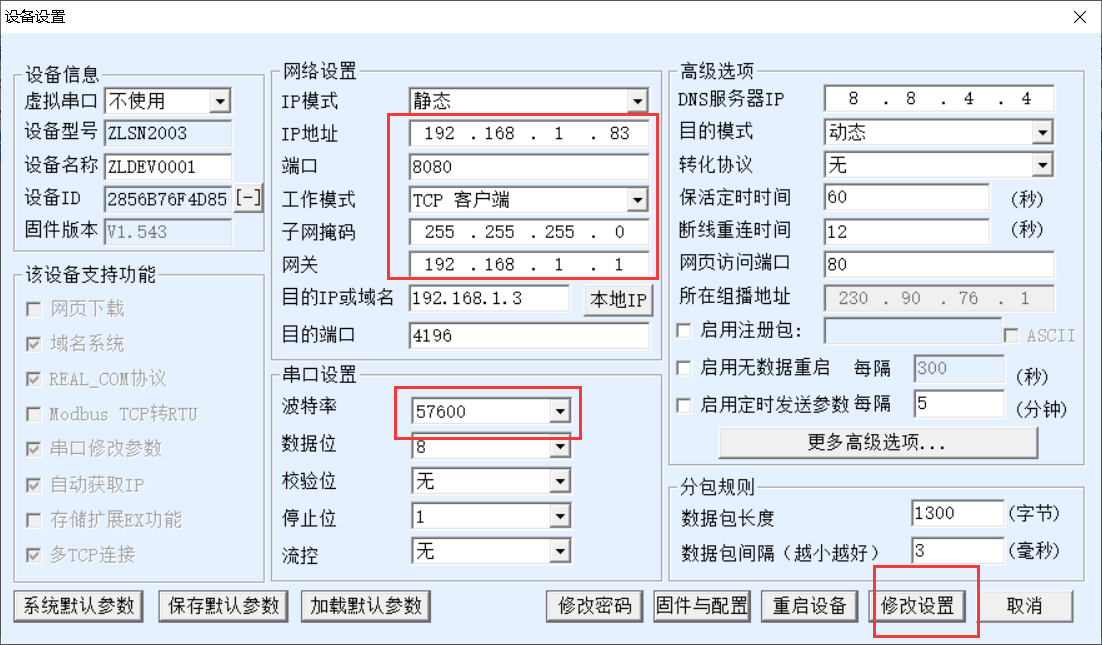 设备设置
设备信息
虚拟串口 不使用
设备型号 ZLSN2003
设备名称 ZLDEV0001
设备ID 2856B76F4D85 [-]
固件版本 V1.543
该设备支持功能
网页下载
域名系统
REAL_COM协议
Modbus TCP转RTU
串口修改参数
自动获取IP
存储扩展EX功能
多TCP连接
网络设置
IP模式 静态
IP地址 192 . 168 . 1 . 83
端口 8080
工作模式 TCP 客户端
子网掩码 255 . 255 . 255 . 0
网关 192 . 168 . 1 . 1
目的IP或域名 192.168.1.3 本地IP
目的端口 4196
串口设置
波特率 57600
数据位 8
校验位 无
停止位 1
流控 无
高级选项
DNS服务器IP 8 . 8 . 4 . 4
目的模式 动态
转化协议 无
保活定时时间 60 (秒)
断线重连时间 12 (秒)
网页访问端口 80
所在组播地址 230 . 90 . 76 . 1
启用注册包: ASCII
启用无数据重启 每隔 300 (秒)
启用定时发送参数 每隔 5 (分钟)
更多高级选项...
分包规则
数据包长度 1300 (字节)
数据包间隔（越小越好） 3 (毫秒)
系统默认参数 保存默认参数 加载默认参数 修改密码 固件与配置 重启设备 修改设置 取消